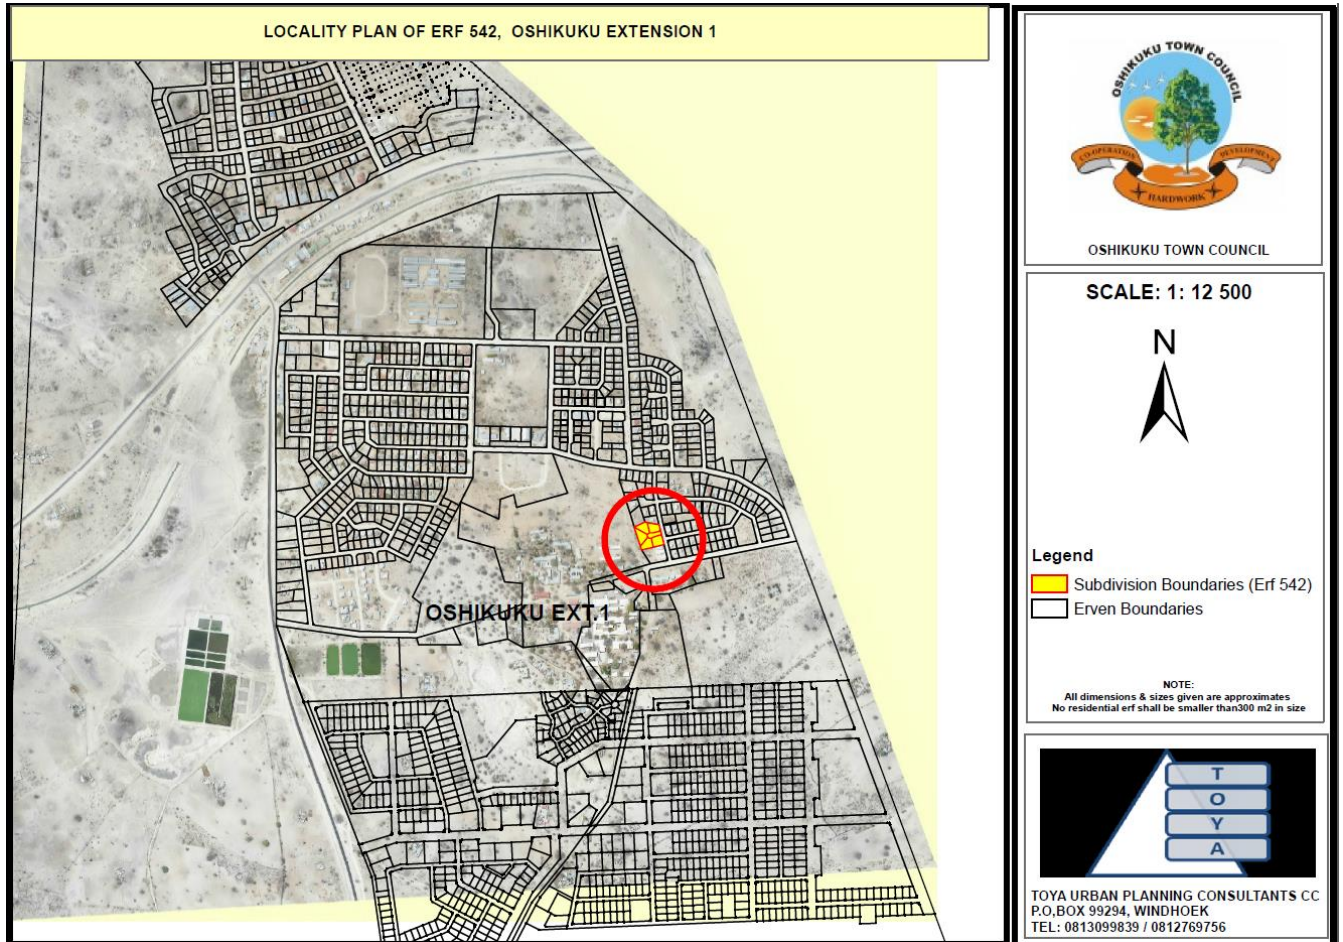 LOCALITY PLAN OF ERF 542, OSHIKUKU EXTENSION 1
OSHIKUKU EXT.1
OSHIKUKU TOWN COUNCIL
CO-OPERATION
DEVELOPMENT
HARDWORK
OSHIKUKU TOWN COUNCIL
SCALE: 1: 12 500
N
Legend
Subdivision Boundaries (Erf 542)
Erven Boundaries
NOTE:
All dimensions & sizes given are approximates
No residential erf shall be smaller than300 m2 in size
T
O
Y
A
TOYA URBAN PLANNING CONSULTANTS CC
P.O,BOX 99294, WINDHOEK
TEL: 0813099839 / 0812769756